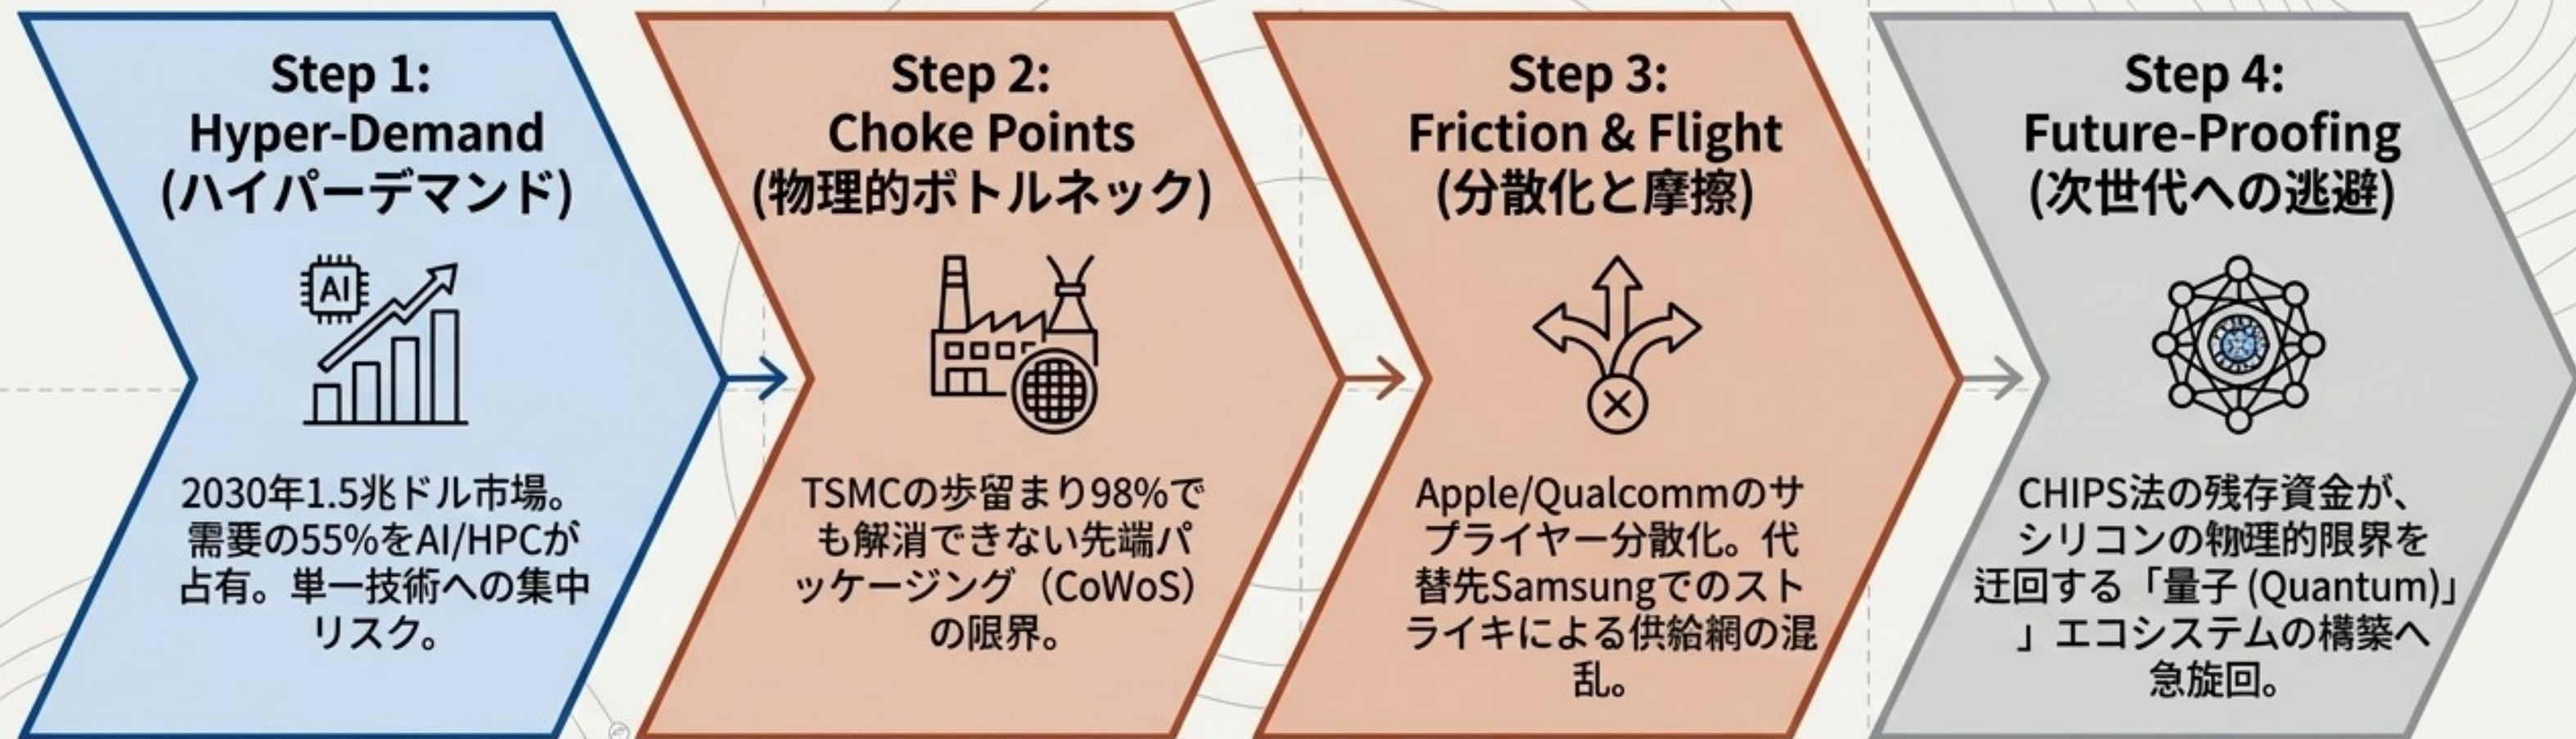 Step 1:
Hyper-Demand
(ハイパーデマンド)
AI
2030年1.5兆ドル市場。
需要の55%をAI/HPCが
占有。単一技術への集中
リスク。
Step 2:
Choke Points
(物理的ボトルネック)
TSMCの歩留まり98%で
も解消できない先端パ
ッケージング（CoWoS）
の限界。
Step 3:
Friction & Flight
(分散化と摩擦)
Apple/Qualcommのサ
プライヤー分散化。代
替先Samsungでのスト
ライキによる供給網の混
乱。
Step 4:
Future-Proofing
(次世代への逃避)
CHIPS法の残存資金が、
シリコンの物理的限界を
迂回する「量子 (Quantum)」
」エコシステムの構築へ
急旋回。